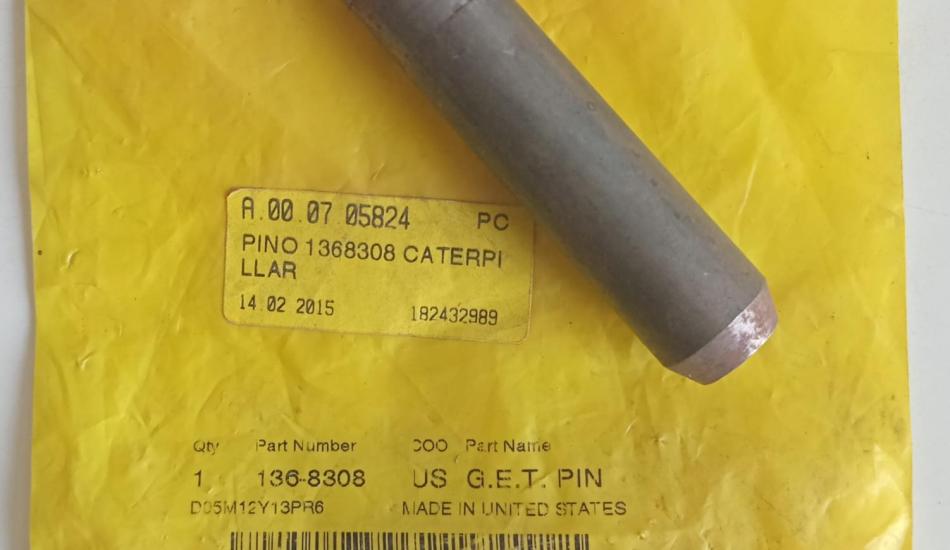 A.00.07.05824 PC
PINO 1368308 CATERPI
LLAR
14.02 2015 182432989
Qty Part Number COO Part Name
1 136-8308 US G.E.T. PIN
D05M12Y13PR6 MADE IN UNITED STATES